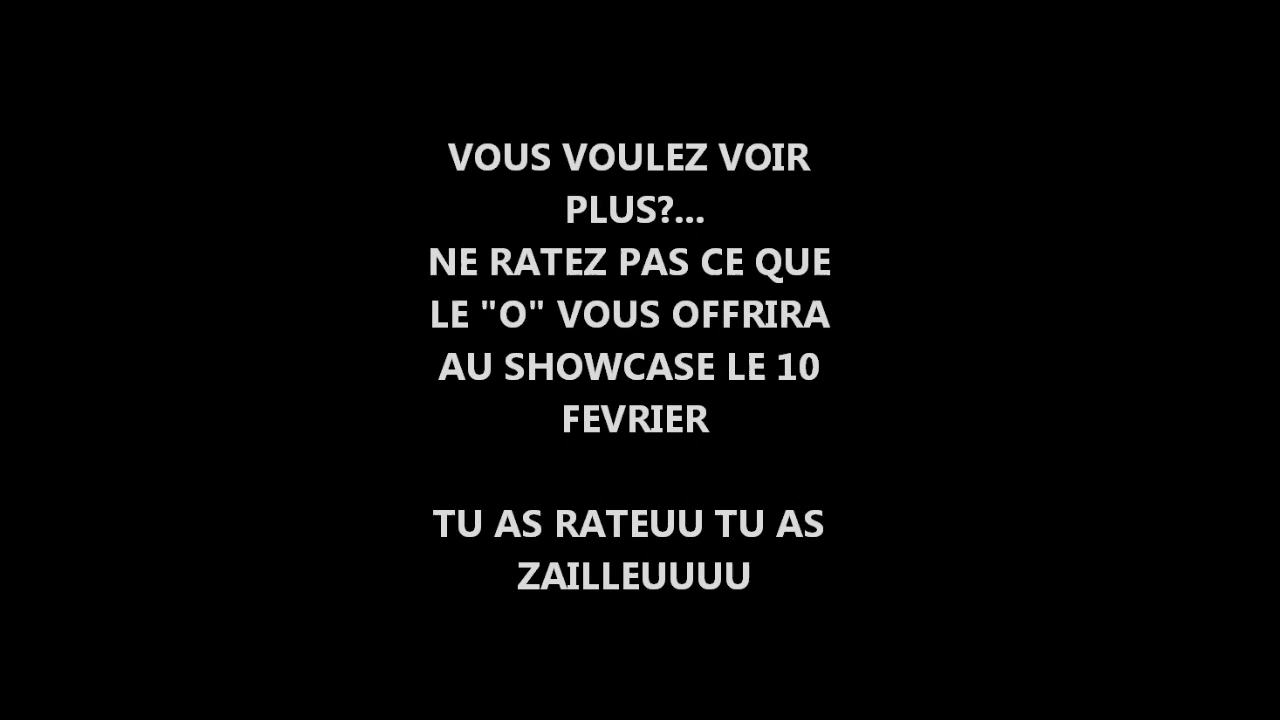 VOUS VOULEZ VOIR
PLUS?...
NE RATEZ PAS CE QUE
LE "O" VOUS OFFRIRA
AU SHOWCASE LE 10
FEVRIER
TU AS RATEUU TU AS
ZAILLEUUUU